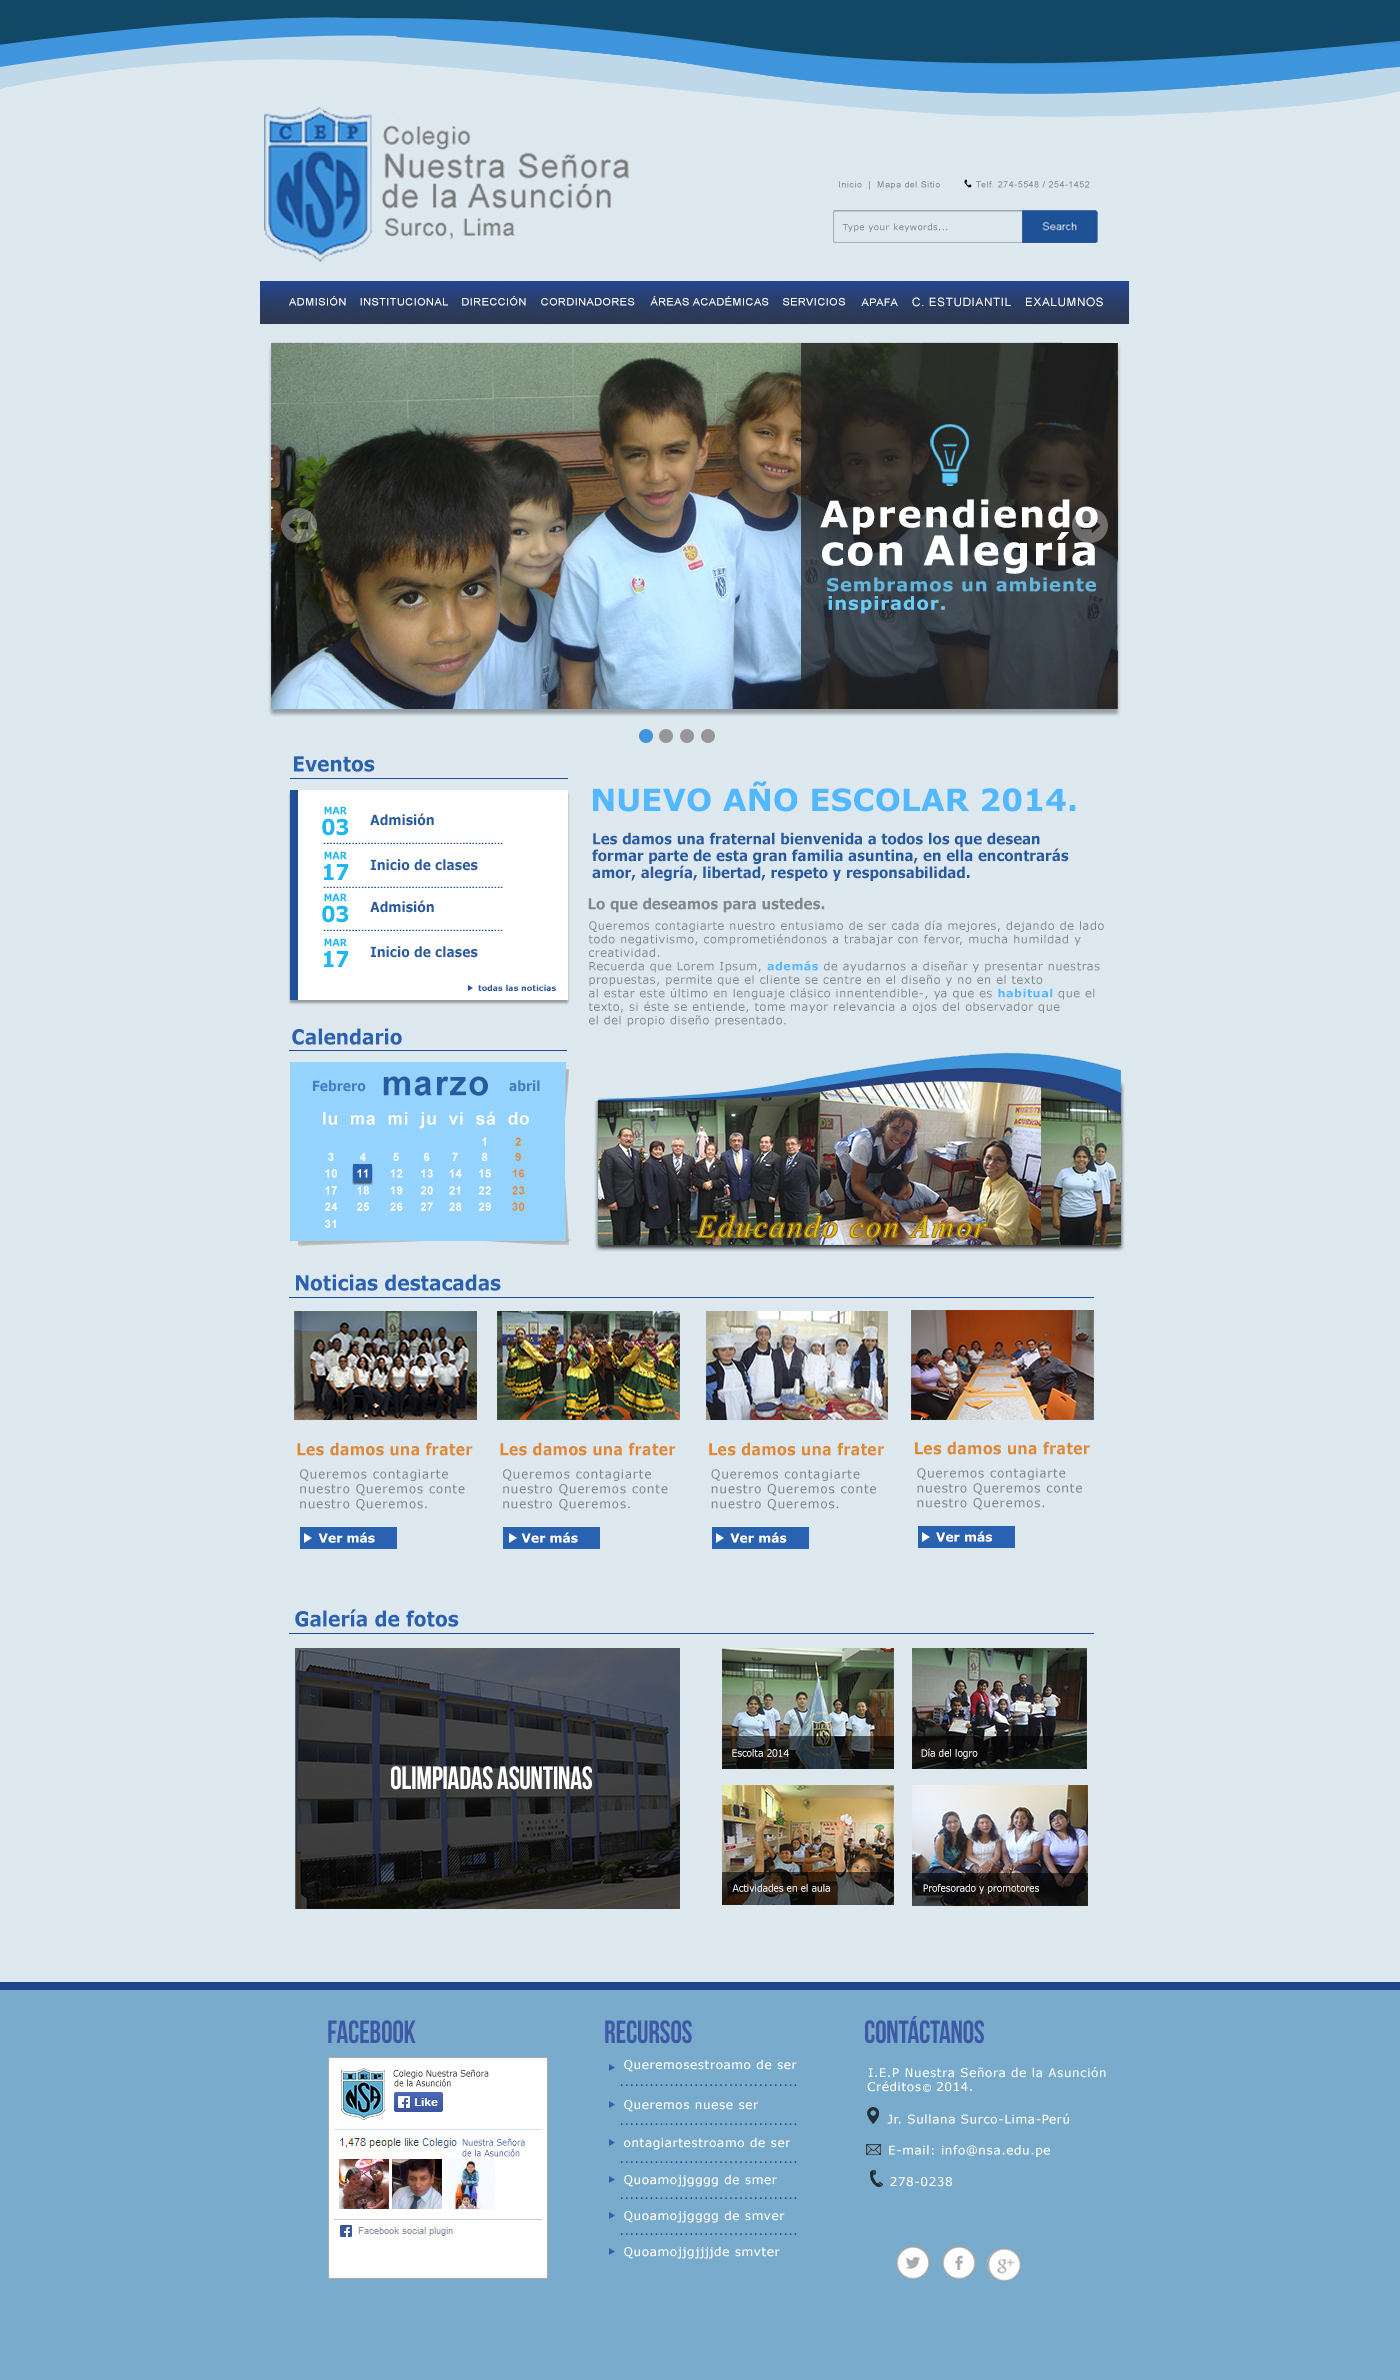 CEP
NSA
Colegio
Nuestra Señora
de la Asunción
Surco, Lima
Inicio | Mapa del Sitio Telf. 274-5548 / 254-1452
Type your keywords... Search
ADMISIÓN INSTITUCIONAL DIRECCIÓN CORDINADORES ÁREAS ACADÉMICAS SERVICIOS APAFA C. ESTUDIANTIL EXALUMNOS
Aprendiendo
con Alegría
Sembramos un ambiente
inspirador.
Eventos
MAR
03 Admisión
MAR
17 Inicio de clases
MAR
03 Admisión
MAR
17 Inicio de clases
todas las noticias
NUEVO AÑO ESCOLAR 2014.
Les damos una fraternal bienvenida a todos los que desean
formar parte de esta gran familia asuntina, en ella encontrarás
amor, alegría, libertad, respeto y responsabilidad.
Lo que deseamos para ustedes.
Queremos contagiarte nuestro entusiamo de ser cada día mejores, dejando de lado
todo negativismo, comprometiéndonos a trabajar con fervor, mucha humildad y
creatividad.
Recuerda que Lorem Ipsum, además de ayudarnos a diseñar y presentar nuestras
propuestas, permite que el cliente se centre en el diseño y no en el texto
al estar este último en lenguaje clásico innentendible-, ya que es habitual que el
texto, si éste se entiende, tome mayor relevancia a ojos del observador que
el del propio diseño presentado.
Calendario
Febrero marzo abril
lu ma mi ju vi sá do
1 2
3 4 5 6 7 8 9
10 11 12 13 14 15 16
17 18 19 20 21 22 23
24 25 26 27 28 29 30
31
Educando con Amor
Noticias destacadas
Les damos una frater
Queremos contagiarte
nuestro Queremos conte
nuestro Queremos.
Ver más
Les damos una frater
Queremos contagiarte
nuestro Queremos conte
nuestro Queremos.
Ver más
Les damos una frater
Queremos contagiarte
nuestro Queremos conte
nuestro Queremos.
Ver más
Les damos una frater
Queremos contagiarte
nuestro Queremos conte
nuestro Queremos.
Ver más
Galería de fotos
OLIMPIADAS ASUNTINAS
Escolta 2014
Día del logro
Actividades en el aula
Profesorado y promotores
FACEBOOK
NSA
Colegio Nuestra Señora
de la Asunción
Like
1,478 people like Colegio Nuestra Señora
de la Asunción
Facebook social plugin
RECURSOS
Queremosestroamo de ser
Queremos nuese ser
ontagiartestroamo de ser
Quoamojjgggg de smer
Quoamojjgggg de smver
Quoamojjgjjjjde smvter
CONTÁCTANOS
I.E.P Nuestra Señora de la Asunción
Créditos© 2014.
Jr. Sullana Surco-Lima-Perú
E-mail: info@nsa.edu.pe
278-0238